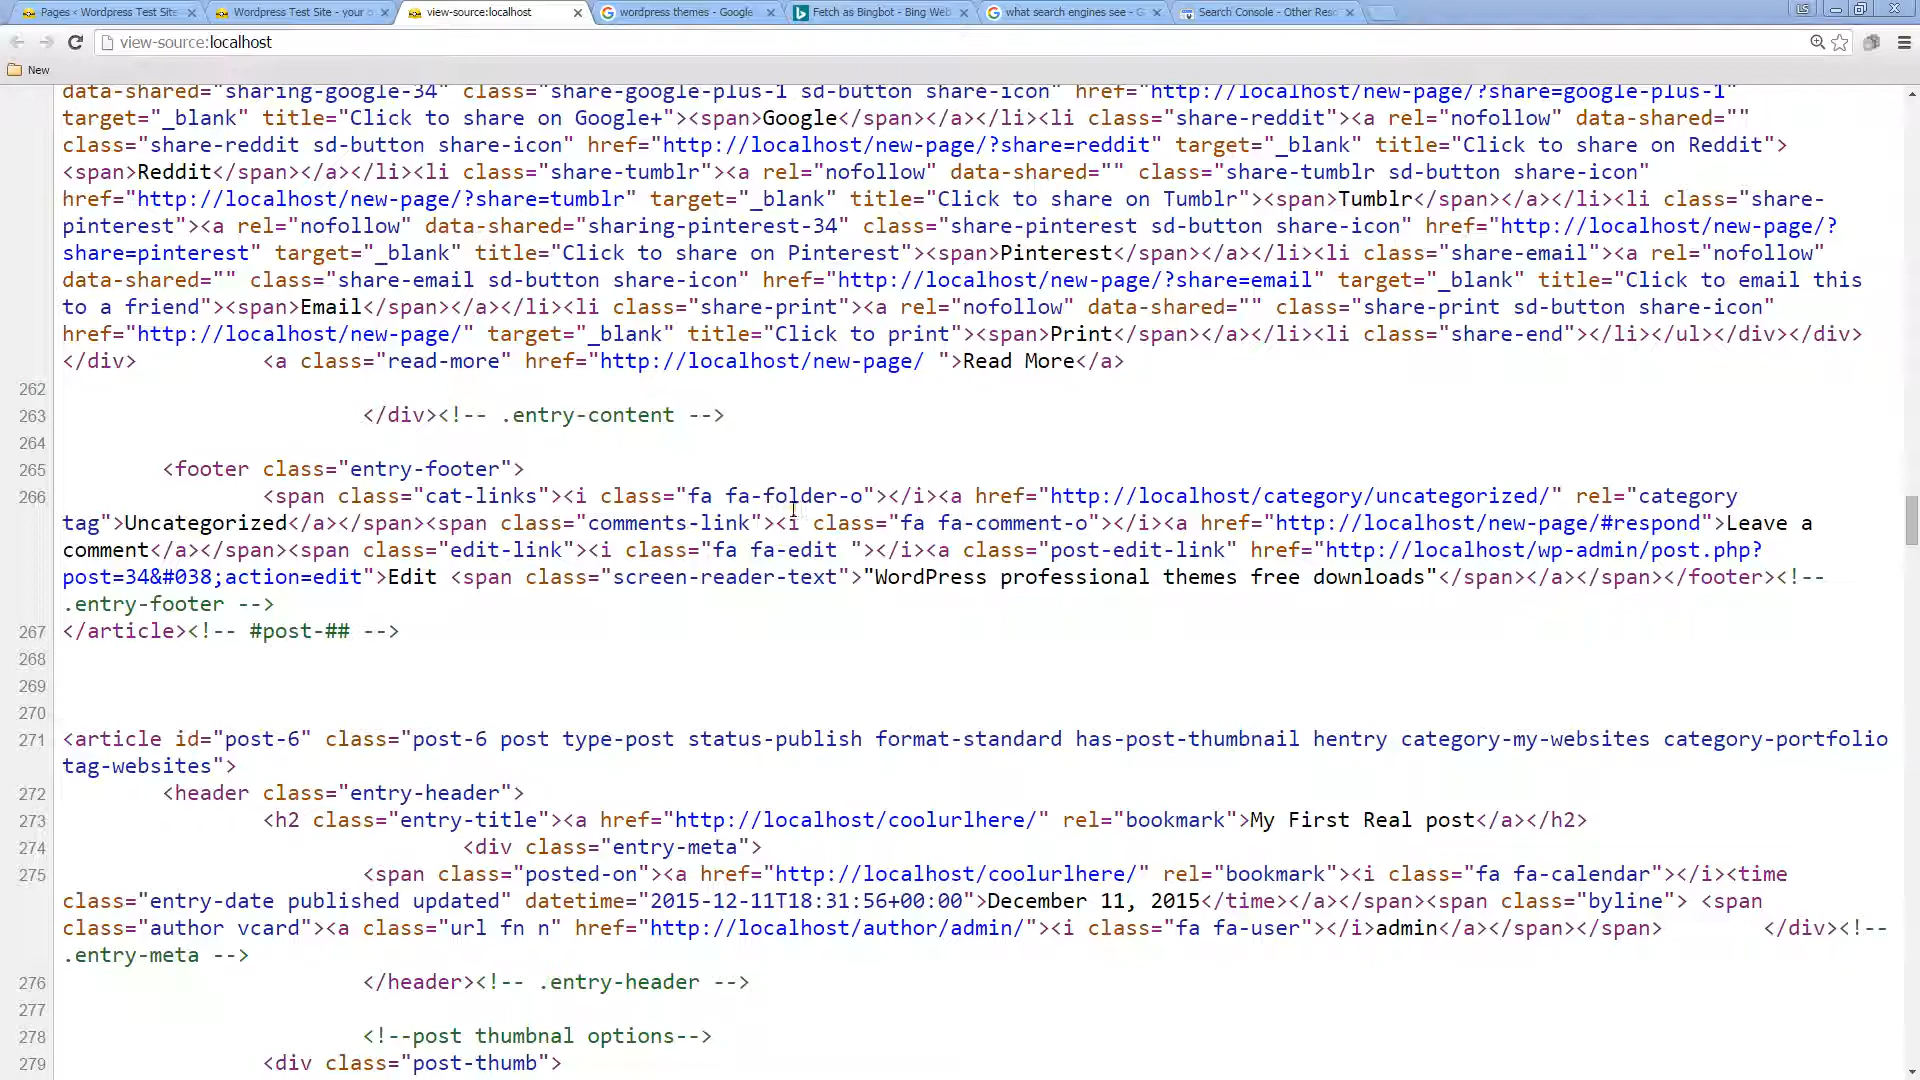 Pages < Wordpress Test Site
Wordpress Test Site - your o
view-source:localhost
wordpress themes - Google
Fetch as Bingbot - Bing Web
what search engines see - G
Search Console - Other Reso
view-source:localhost
New
data-shared="sharing-google-34" class="share-google-plus-1 sd-button share-icon" href="http://localhost/new-page/?share=google-plus-1"
target="_blank" title="Click to share on Google+"><span>Google</span></a></li><li class="share-reddit"><a rel="nofollow" data-shared=""
class="share-reddit sd-button share-icon" href="http://localhost/new-page/?share=reddit" target="_blank" title="Click to share on Reddit">
<span>Reddit</span></a></li><li class="share-tumblr"><a rel="nofollow" data-shared="" class="share-tumblr sd-button share-icon"
href="http://localhost/new-page/?share=tumblr" target="_blank" title="Click to share on Tumblr"><span>Tumblr</span></a></li><li class="share-
pinterest"><a rel="nofollow" data-shared="sharing-pinterest-34" class="share-pinterest sd-button share-icon" href="http://localhost/new-page/?
share=pinterest" target="_blank" title="Click to share on Pinterest"><span>Pinterest</span></a></li><li class="share-email"><a rel="nofollow"
data-shared="" class="share-email sd-button share-icon" href="http://localhost/new-page/?share=email" target="_blank" title="Click to email this
to a friend"><span>Email</span></a></li><li class="share-print"><a rel="nofollow" data-shared="" class="share-print sd-button share-icon"
href="http://localhost/new-page/" target="_blank" title="Click to print"><span>Print</span></a></li><li class="share-end"></li></ul></div></div>
</div> <a class="read-more" href="http://localhost/new-page/ ">Read More</a>
262
263 </div><!-- .entry-content -->
264
265 <footer class="entry-footer">
266 <span class="cat-links"><i class="fa fa-folder-o"></i><a href="http://localhost/category/uncategorized/" rel="category
tag">Uncategorized</a></span><span class="comments-link"><i class="fa fa-comment-o"></i><a href="http://localhost/new-page/#respond">Leave a
comment</a></span><span class="edit-link"><i class="fa fa-edit "></i><a class="post-edit-link" href="http://localhost/wp-admin/post.php?
post=34&#038;action=edit">Edit <span class="screen-reader-text">"WordPress professional themes free downloads"</span></a></span></footer><!--
.entry-footer -->
267 </article><!-- #post-## -->
268
269
270
271 <article id="post-6" class="post-6 post type-post status-publish format-standard has-post-thumbnail hentry category-my-websites category-portfolio
tag-websites">
272 <header class="entry-header">
273 <h2 class="entry-title"><a href="http://localhost/coolurlhere/" rel="bookmark">My First Real post</a></h2>
274 <div class="entry-meta">
275 <span class="posted-on"><a href="http://localhost/coolurlhere/" rel="bookmark"><i class="fa fa-calendar"></i><time
class="entry-date published updated" datetime="2015-12-11T18:31:56+00:00">December 11, 2015</time></a></span><span class="byline"> <span
class="author vcard"><a class="url fn n" href="http://localhost/author/admin/"><i class="fa fa-user"></i>admin</a></span></span> </div><!--
.entry-meta -->
276 </header><!-- .entry-header -->
277
278 <!--post thumbnal options-->
279 <div class="post-thumb">